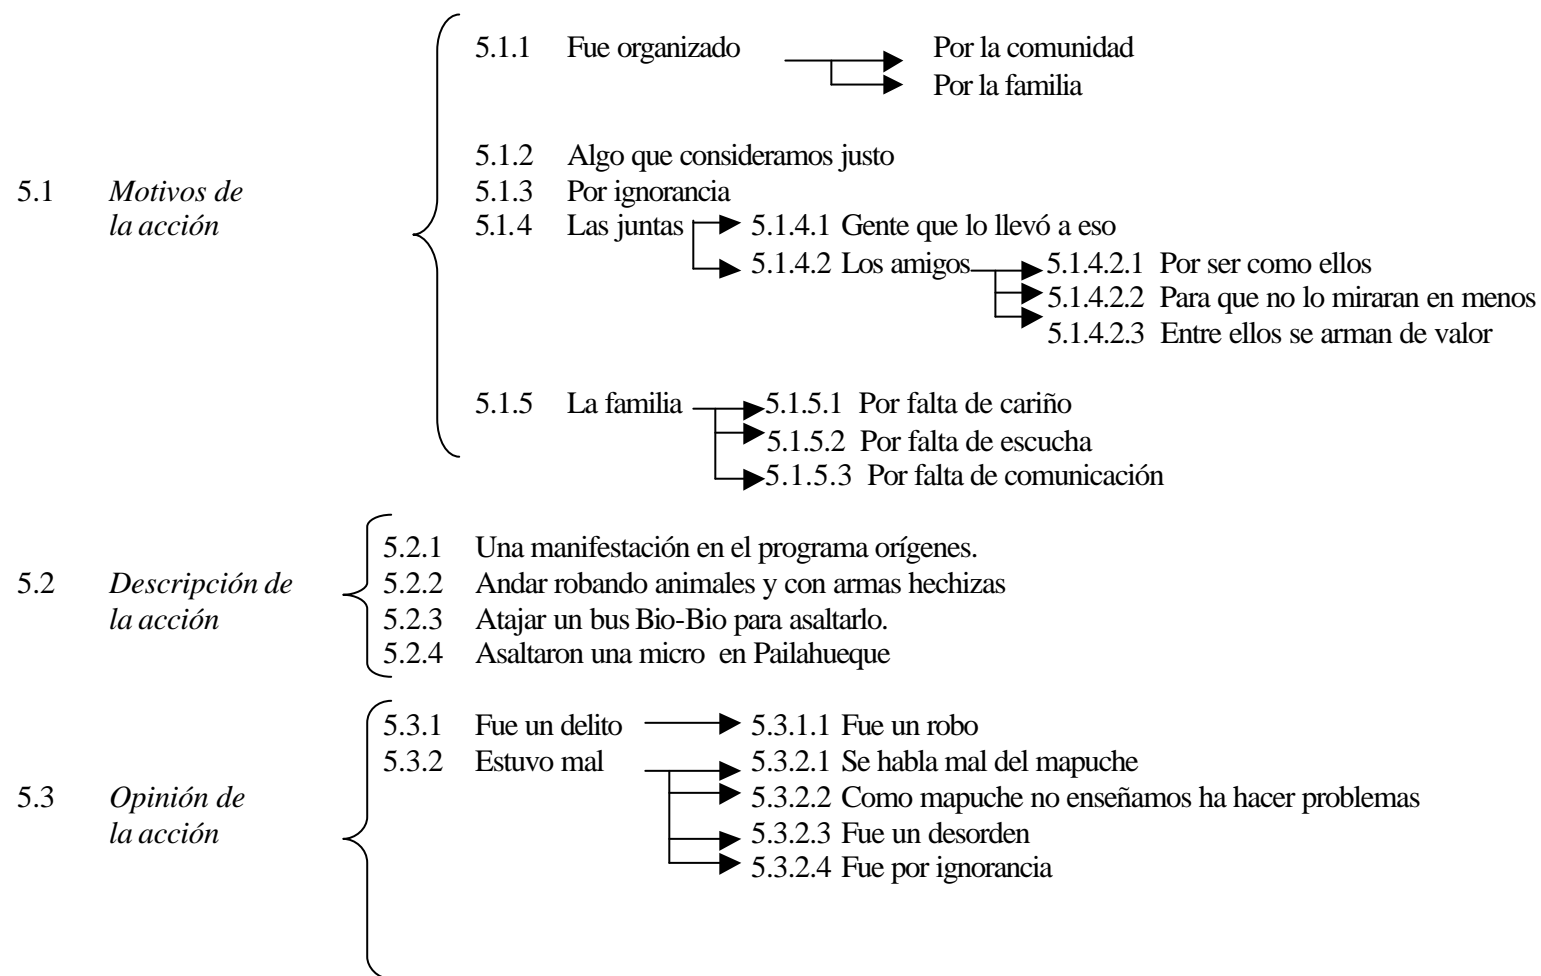 5.1.1 Fue organizado Por la comunidad
Por la familia
5.1.2 Algo que consideramos justo
5.1 Motivos de 5.1.3 Por ignorancia
la acción 5.1.4 Las juntas 5.1.4.1 Gente que lo llevó a eso
5.1.4.2 Los amigos 5.1.4.2.1 Por ser como ellos
5.1.4.2.2 Para que no lo miraran en menos
5.1.4.2.3 Entre ellos se arman de valor
5.1.5 La familia 5.1.5.1 Por falta de cariño
5.1.5.2 Por falta de escucha
5.1.5.3 Por falta de comunicación
5.2.1 Una manifestación en el programa orígenes.
5.2 Descripción de 5.2.2 Andar robando animales y con armas hechizas
la acción 5.2.3 Atajar un bus Bio-Bio para asaltarlo.
5.2.4 Asaltaron una micro en Pailahueque
5.3.1 Fue un delito 5.3.1.1 Fue un robo
5.3.2 Estuvo mal 5.3.2.1 Se habla mal del mapuche
5.3 Opinión de 5.3.2.2 Como mapuche no enseñamos ha hacer problemas
la acción 5.3.2.3 Fue un desorden
5.3.2.4 Fue por ignorancia